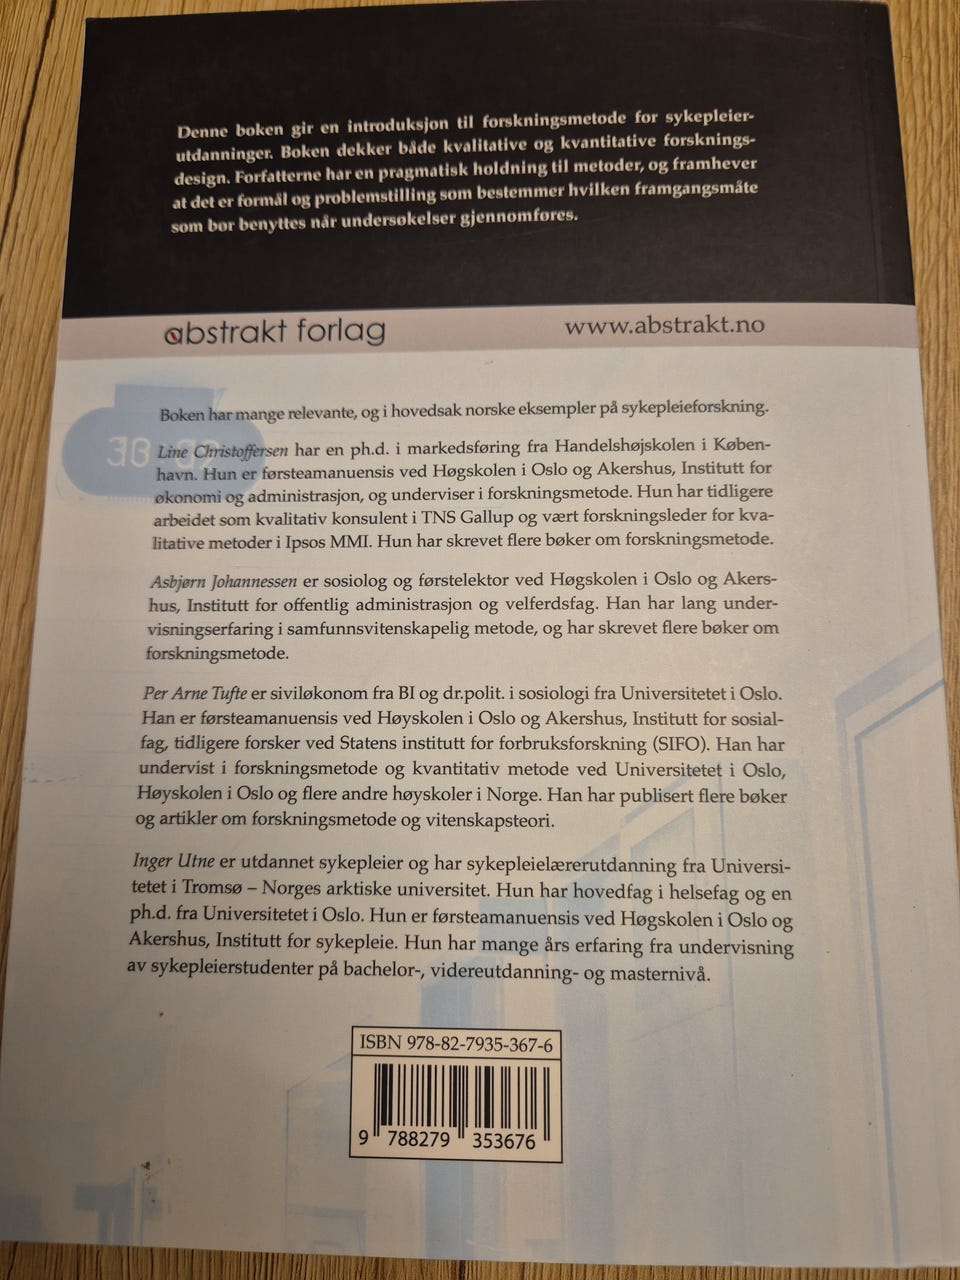 Denne boken gir en introduksjon til forskningsmetode for sykepleier-
utdanninger. Boken dekker både kvalitative og kvantitative forsknings-
design. Forfatterne har en pragmatisk holdning til metoder, og framhever
at det er formål og problemstilling som bestemmer hvilken framgangsmåte
som bør benyttes når undersøkelser gjennomføres.
abstrakt forlag
www.abstrakt.no
Boken har mange relevante, og i hovedsak norske eksempler på sykepleieforskning.
Line Christoffersen har en ph.d. i markedsføring fra Handelshøjskolen i Køben-
havn. Hun er førsteamanuensis ved Høgskolen i Oslo og Akershus, Institutt for
økonomi og administrasjon, og underviser i forskningsmetode. Hun har tidligere
arbeidet som kvalitativ konsulent i TNS Gallup og vært forskningsleder for kva-
litative metoder i Ipsos MMI. Hun har skrevet flere bøker om forskningsmetode.
Asbjørn Johannessen er sosiolog og førstelektor ved Høgskolen i Oslo og Akers-
hus, Institutt for offentlig administrasjon og velferdsfag. Han har lang under-
visningserfaring i samfunnsvitenskapelig metode, og har skrevet flere bøker om
forskningsmetode.
Per Arne Tufte er siviløkonom fra BI og dr.polit. i sosiologi fra Universitetet i Oslo.
Han er førsteamanuensis ved Høyskolen i Oslo og Akershus, Institutt for sosial-
fag, tidligere forsker ved Statens institutt for forbruksforskning (SIFO). Han har
undervist i forskningsmetode og kvantitativ metode ved Universitetet i Oslo,
Høyskolen i Oslo og flere andre høyskoler i Norge. Han har publisert flere bøker
og artikler om forskningsmetode og vitenskapsteori.
Inger Utne er utdannet sykepleier og har sykepleielærerutdanning fra Universi-
tetet i Tromsø – Norges arktiske universitet. Hun har hovedfag i helsefag og en
ph.d. fra Universitetet i Oslo. Hun er førsteamanuensis ved Høgskolen i Oslo og
Akershus, Institutt for sykepleie. Hun har mange års erfaring fra undervisning
av sykepleierstudenter på bachelor-, videreutdanning- og masternivå.
ISBN 978-82-7935-367-6
9 788279 353676